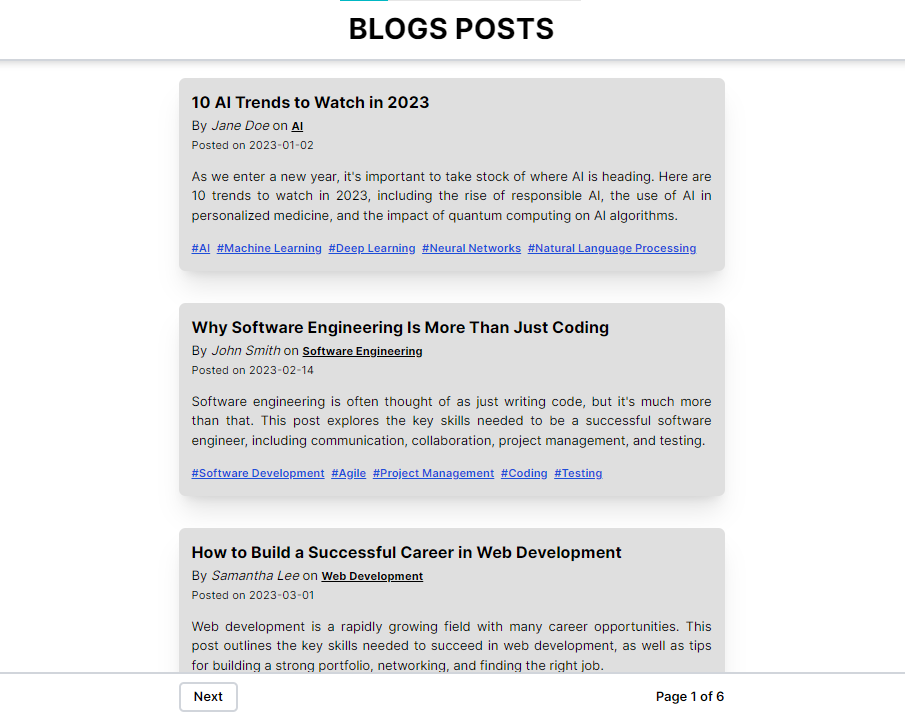 BLOGS POSTS
10 AI Trends to Watch in 2023
By Jane Doe on AI
Posted on 2023-01-02
As we enter a new year, it's important to take stock of where AI is heading. Here are
10 trends to watch in 2023, including the rise of responsible AI, the use of AI in
personalized medicine, and the impact of quantum computing on AI algorithms.
#AI #Machine Learning #Deep Learning #Neural Networks #Natural Language Processing
Why Software Engineering Is More Than Just Coding
By John Smith on Software Engineering
Posted on 2023-02-14
Software engineering is often thought of as just writing code, but it's much more
than that. This post explores the key skills needed to be a successful software
engineer, including communication, collaboration, project management, and testing.
#Software Development #Agile #Project Management #Coding #Testing
How to Build a Successful Career in Web Development
By Samantha Lee on Web Development
Posted on 2023-03-01
Web development is a rapidly growing field with many career opportunities. This
post outlines the key skills needed to succeed in web development, as well as tips
for building a strong portfolio, networking, and finding the right job.
Next Page 1 of 6